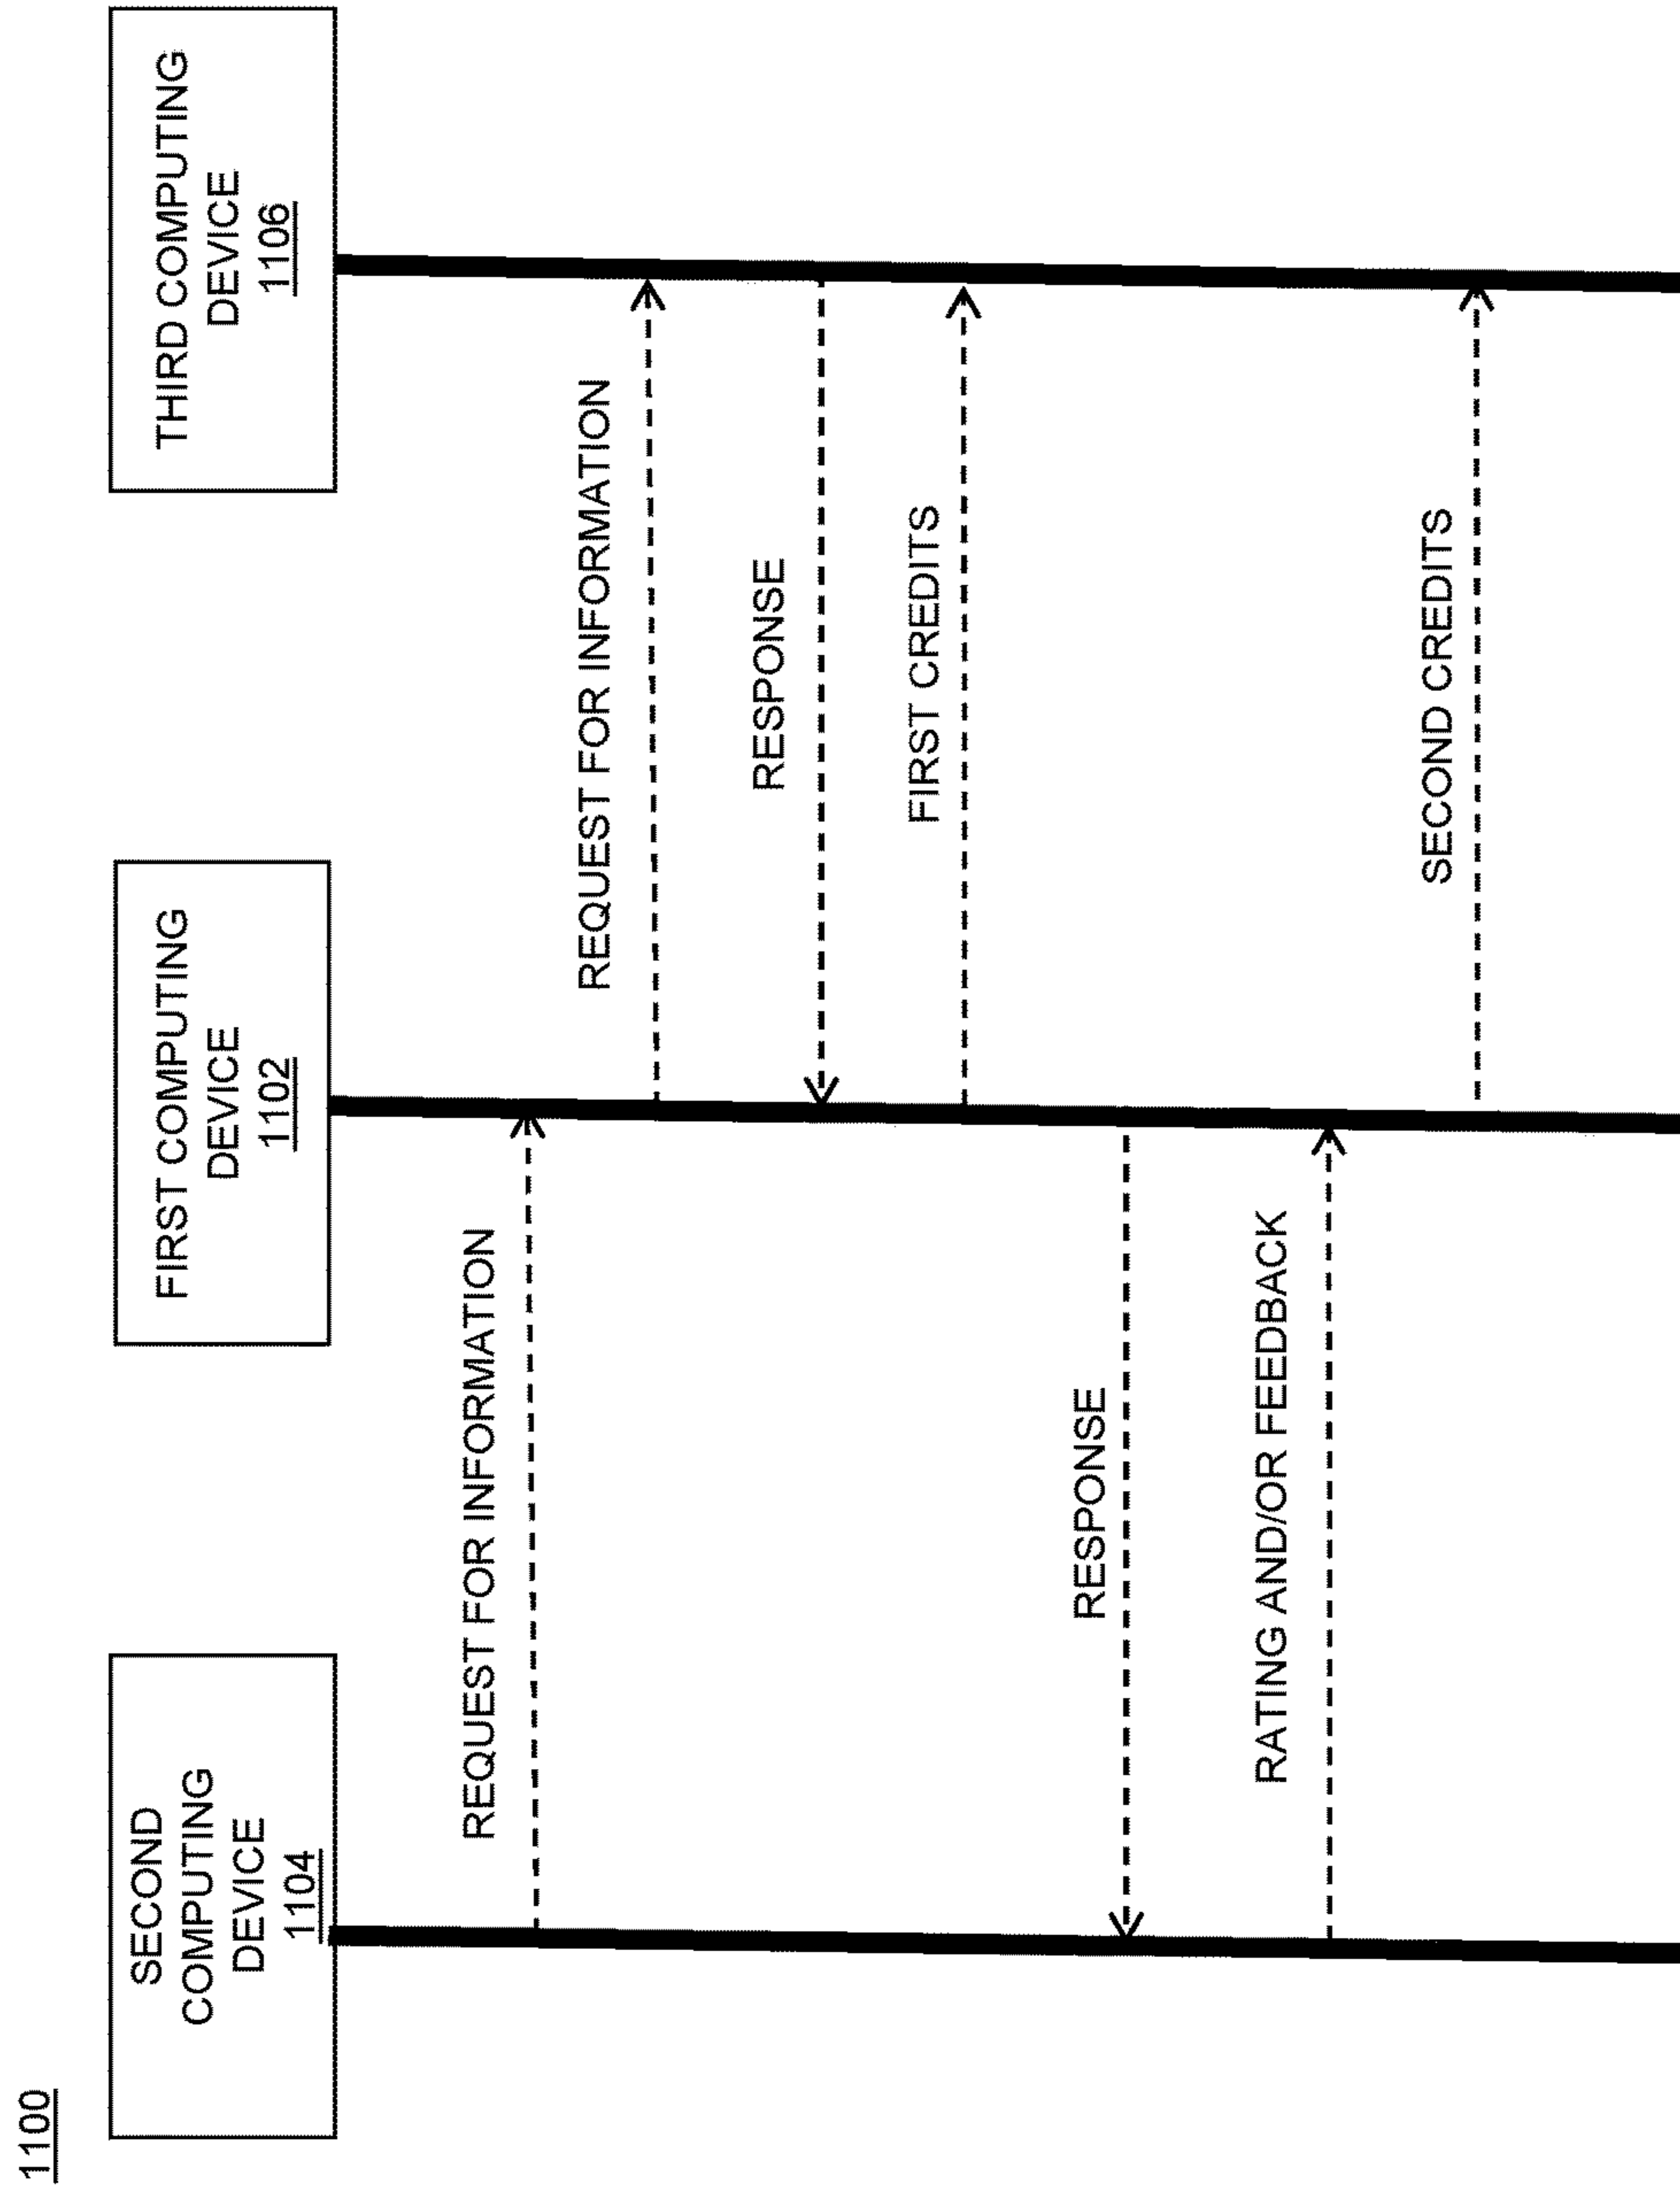 1100
SECOND
COMPUTING
DEVICE
1104
FIRST COMPUTING
DEVICE
1102
THIRD COMPUTING
DEVICE
1106
REQUEST FOR INFORMATION
REQUEST FOR INFORMATION
RESPONSE
FIRST CREDITS
RESPONSE
RATING AND/OR FEEDBACK
SECOND CREDITS